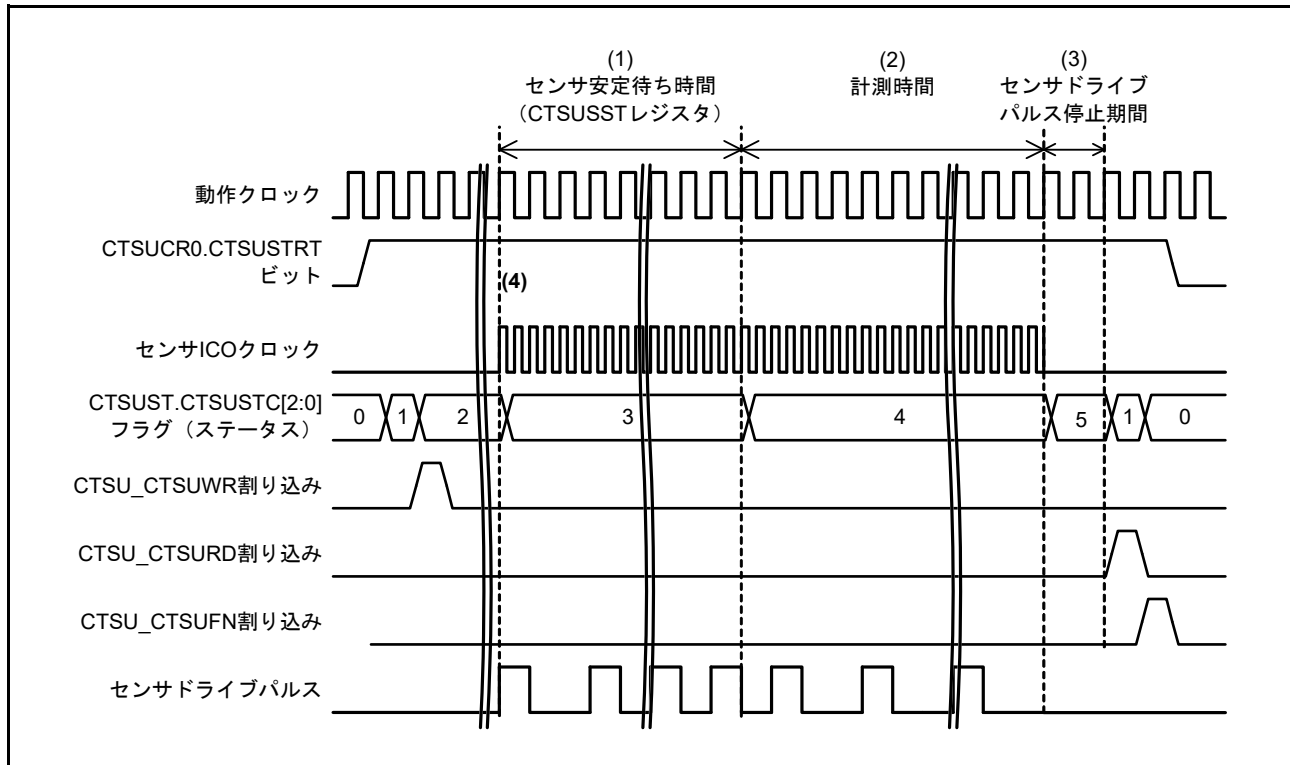 (1)
センサ安定待ち時間
（CTSUSSTレジスタ）
(2)
計測時間
(3)
センサドライブ
パルス停止期間
動作クロック
CTSUCR0.CTSUSTRT
ビット
(4)
センサICOクロック
CTSUST.CTSUSTC[2:0]
フラグ（ステータス）
0 1 2 3 4 5 1 0
CTSU_CTSUWR割り込み
CTSU_CTSURD割り込み
CTSU_CTSUFN割り込み
センサドライブパルス